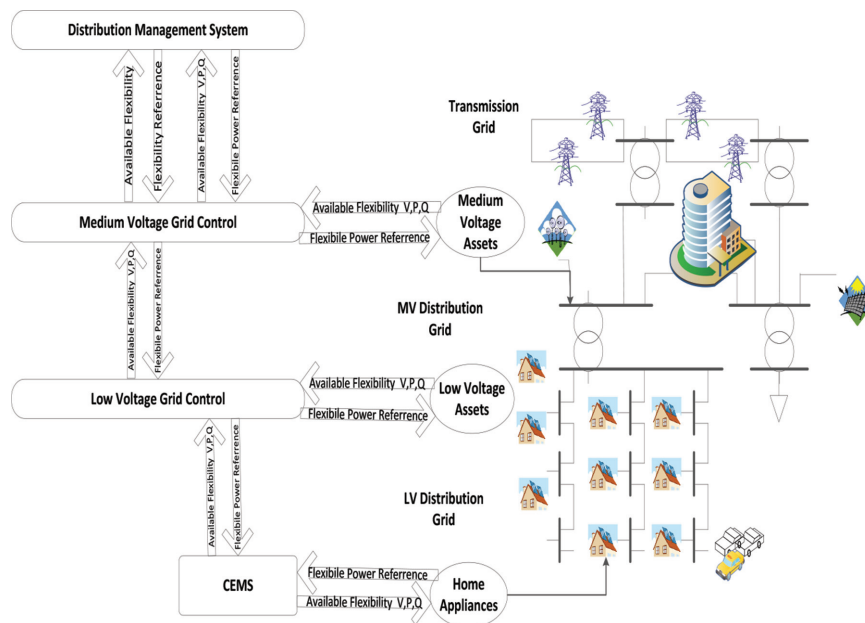 Distribution Management System
Available Flexibility
Flexibility Referrence
Available Flexibility V,P,Q
Flexibile Power Referrence
Transmission
Grid
Medium Voltage Grid Control
Available Flexibility V,P,Q
Flexibile Power Referrence
Medium
Voltage
Assets
Available Flexibility V,P,Q
Flexibile Power Referrence
MV Distribution
Grid
Low Voltage Grid Control
Available Flexibility V,P,Q
Flexibile Power Referrence
Low Voltage
Assets
Available Flexibility V,P,Q
Flexibile Power Referrence
LV Distribution
Grid
CEMS
Flexibile Power Referrence
Available Flexibility V,P,Q
Home
Appliances